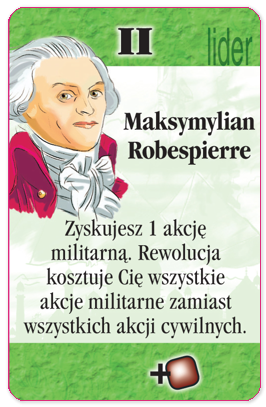 II
lider
Maksymylian
Robespierre
Zyskujesz 1 akcję
militarną. Rewolucja
kosztuje Cię wszystkie
akcje militarne zamiast
wszystkich akcji cywilnych.
+